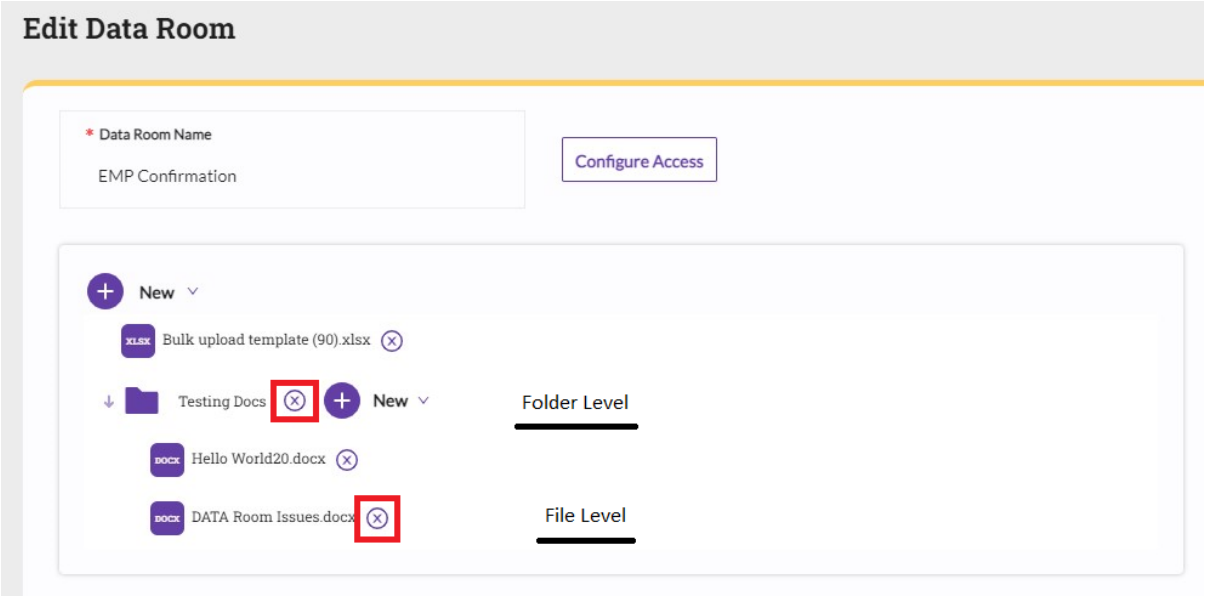 Edit Data Room
* Data Room Name
EMP Confirmation
Configure Access
New
XLSX Bulk upload template (90).xlsx
Testing Docs New Folder Level
DOCX Hello World20.docx
DOCX DATA Room Issues.docx File Level